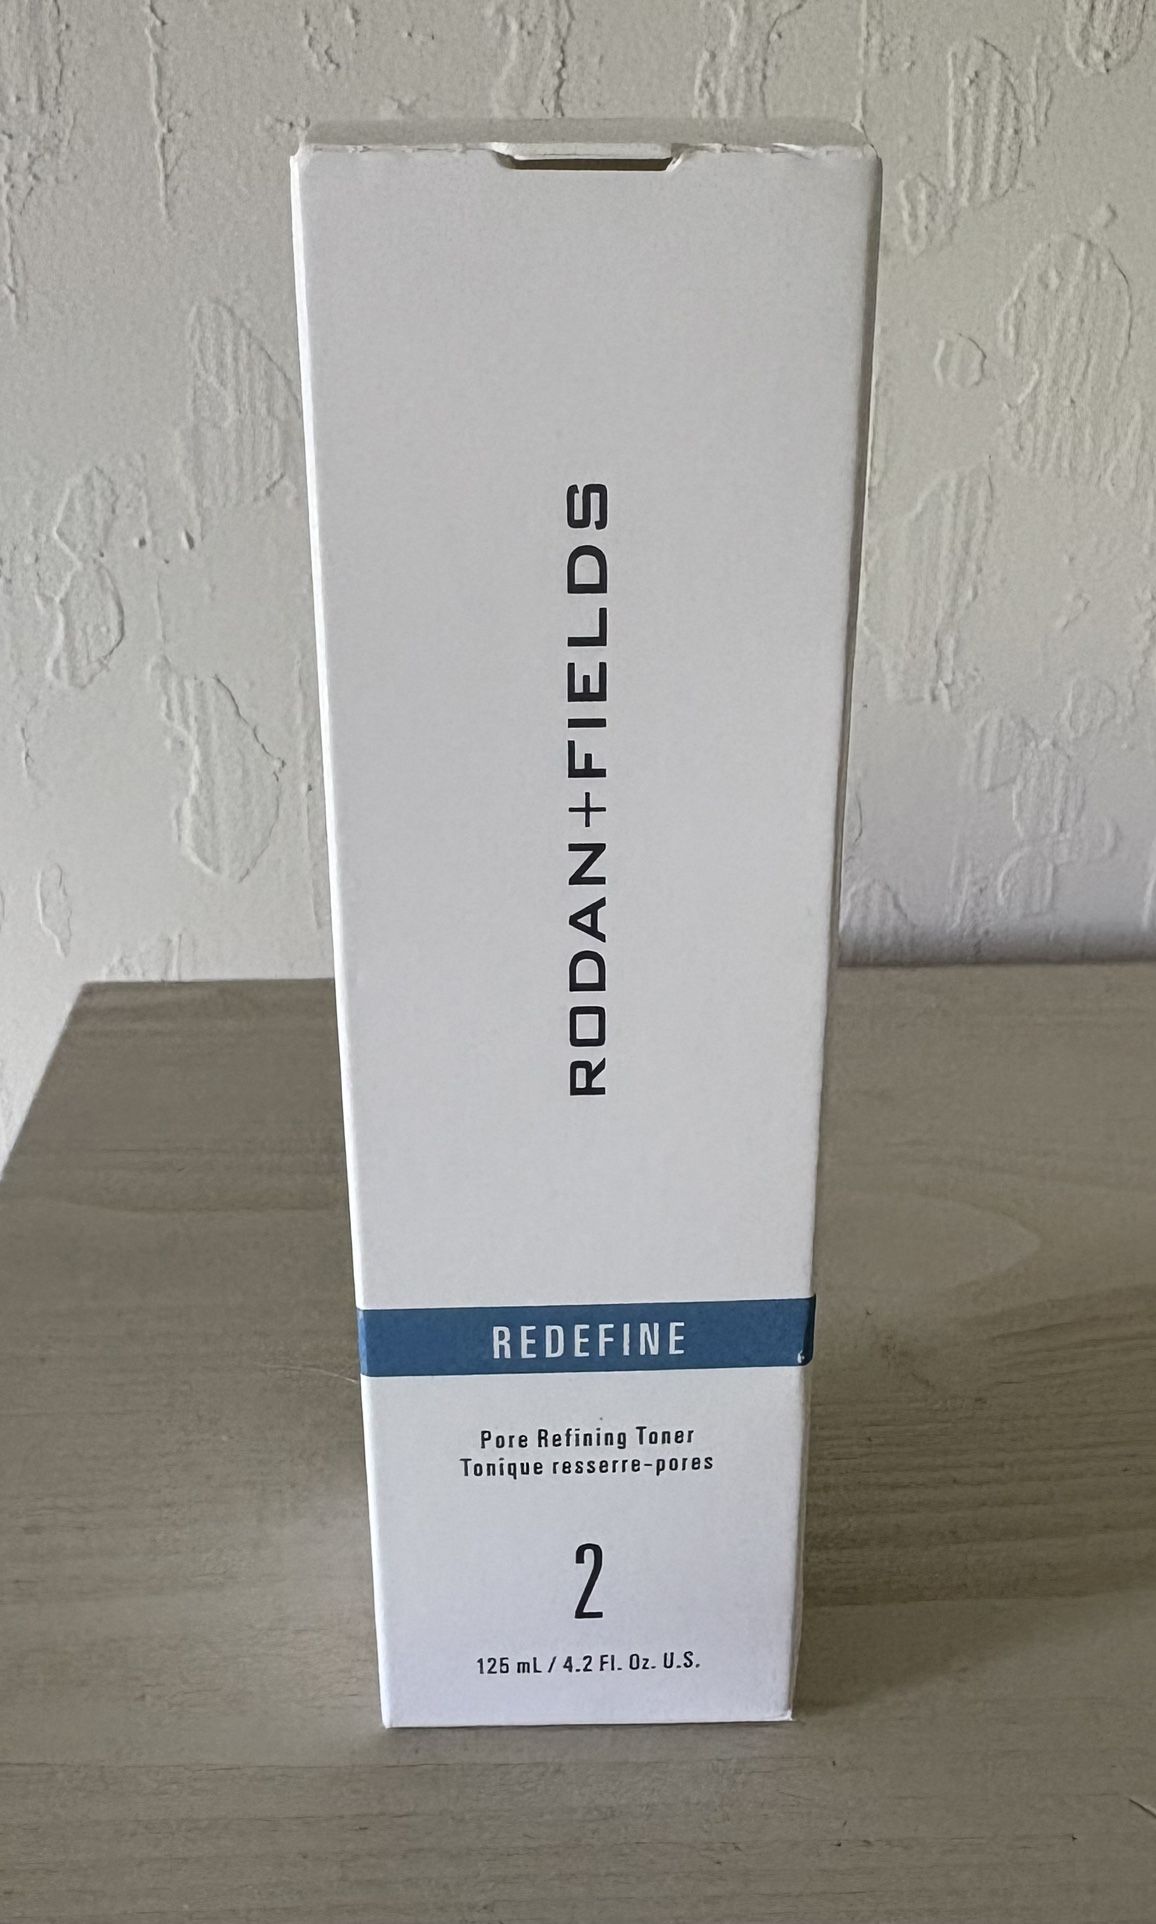 RODAN+FIELDS
REDEFINE
Pore Refining Toner
Tonique resserre-pores
2
125 mL / 4.2 Fl. Oz. U.S.